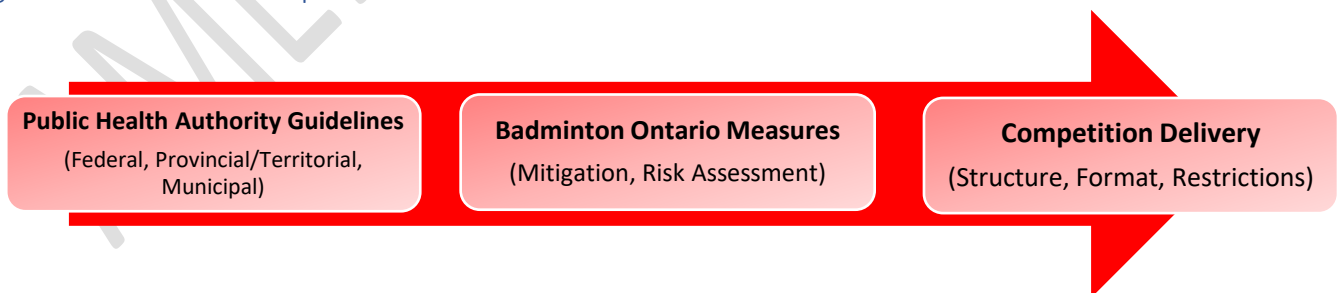 Public Health Authority Guidelines
(Federal, Provincial/Territorial,
Municipal)
Badminton Ontario Measures
(Mitigation, Risk Assessment)
Competition Delivery
(Structure, Format, Restrictions)